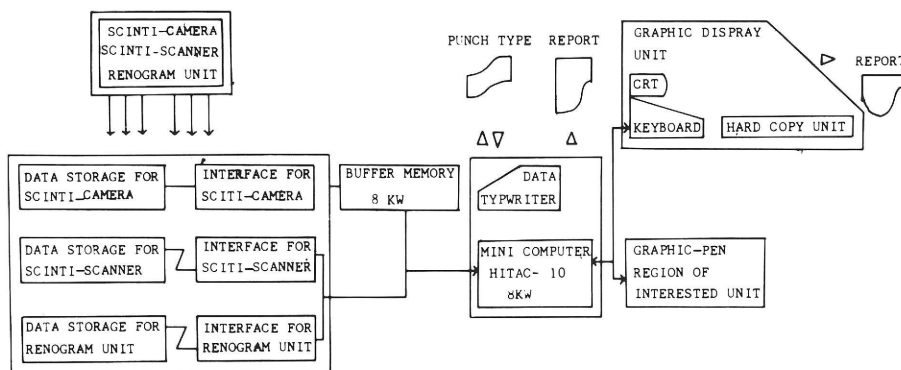 SCINTI-CAMERA
SCINTI-SCANNER
RENOGRAM UNIT
DATA STORAGE FOR
SCINTI_CAMERA
INTERFACE FOR
SCITI-CAMERA
DATA STORAGE FOR
SCINTI-SCANNER
INTERFACE FOR
SCITI-SCANNER
DATA STORAGE FOR
RENOGRAM UNIT
INTERFACE FOR
RENOGRAM UNIT
BUFFER MEMORY
8 KW
PUNCH TYPE
REPORT
DATA
TYPWRITER
MINI COMPUTER
HITAC- 10
8KW
GRAPHIC DISPLAY
UNIT
CRT
KEYBOARD
HARD COPY UNIT
REPORT
GRAPHIC-PEN
REGION OF
INTERESTED UNIT